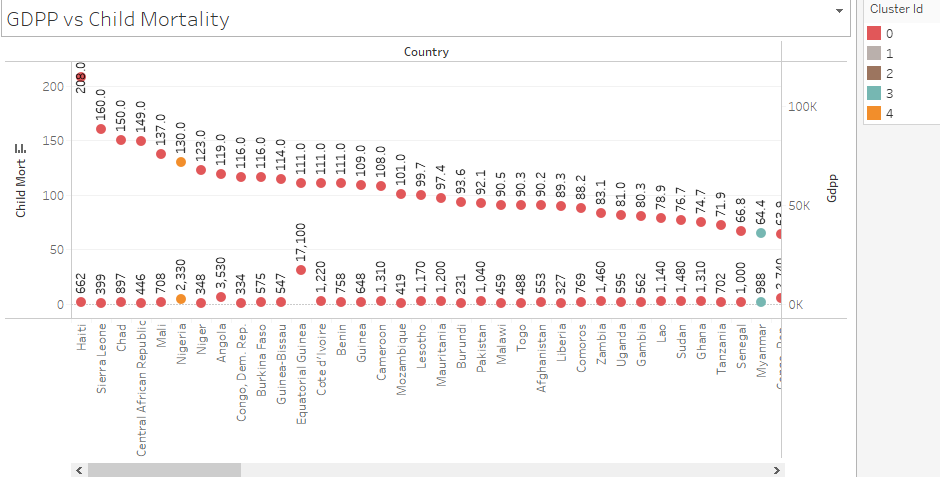 GDPP vs Child Mortality
Cluster Id
0
1
2
3
4
Country
Child Mort
200
150
100
50
0
100K
50K
0K
Gdpp
208.0
160.0
150.0
149.0
137.0
130.0
123.0
119.0
116.0
116.0
114.0
111.0
111.0
111.0
109.0
108.0
101.0
99.7
97.4
93.6
92.1
90.5
90.3
90.2
89.3
88.2
83.1
81.0
80.3
78.9
76.7
74.7
71.9
66.8
64.4
63.9
662
399
897
446
708
2,330
348
3,530
334
575
547
17,100
1,220
758
648
1,310
419
1,170
1,200
231
1,040
459
488
553
327
769
1,460
595
562
1,140
1,480
1,310
702
1,000
988
2,740
Haiti
Sierra Leone
Chad
Central African Republic
Mali
Nigeria
Niger
Angola
Congo, Dem. Rep.
Burkina Faso
Guinea-Bissau
Equatorial Guinea
Cote d'Ivoire
Benin
Guinea
Cameroon
Mozambique
Lesotho
Mauritania
Burundi
Pakistan
Malawi
Togo
Afghanistan
Liberia
Comoros
Zambia
Uganda
Gambia
Lao
Sudan
Ghana
Tanzania
Senegal
Myanmar